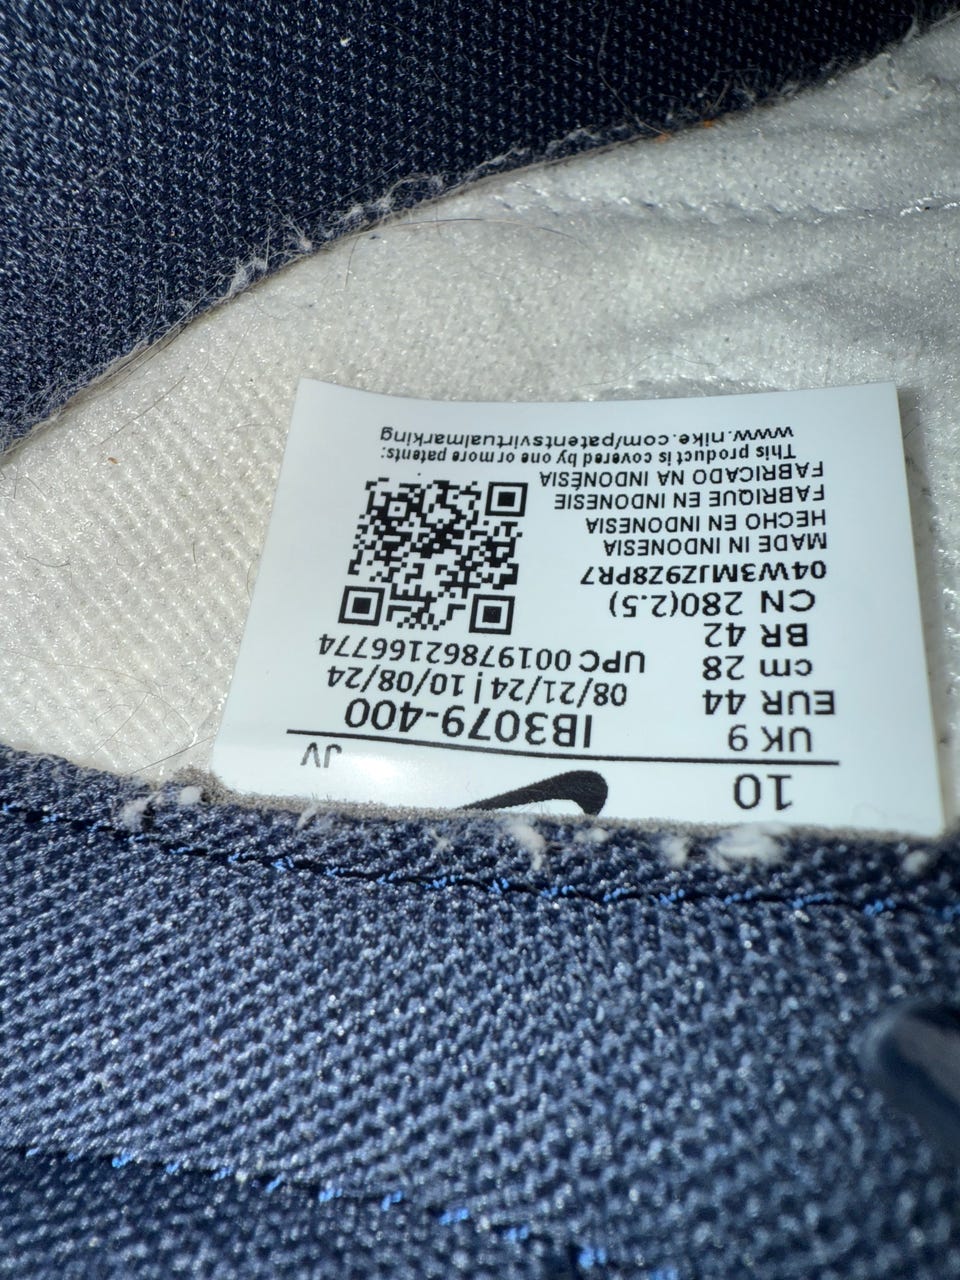 10
UK 9
EUR 44
cm 28
BR 42
CN 280(2.5)
04W3MJZ9Z8PR7
MADE IN INDONESIA
HECHO EN INDONESIA
FABRIQUE EN INDONESIE
FABRICADO NA INDONÉSIA
This product is covered by one or more patents:
www.nike.com/patentsvirtualmarking
JV
IB3079-400
08/21/24 | 10/08/24
UPC 00197862166774